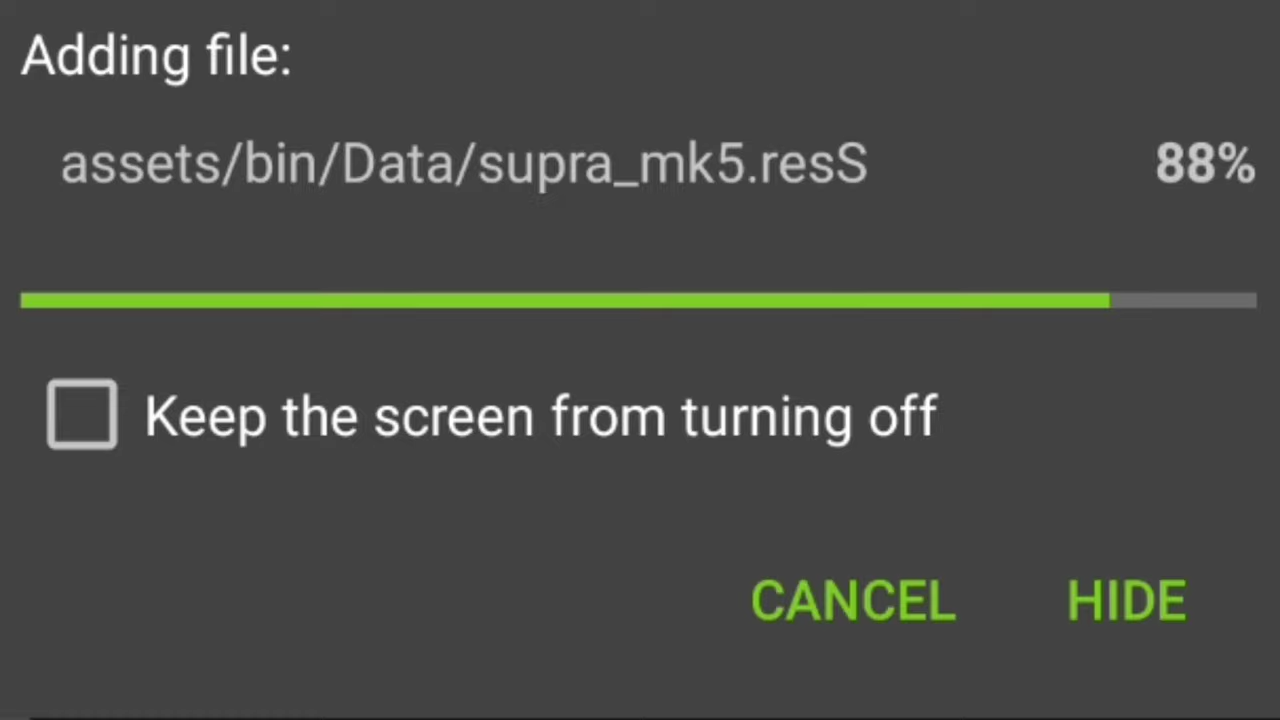 Adding file:
assets/bin/Data/supra_mk5.resS 88%
Keep the screen from turning off
CANCEL HIDE